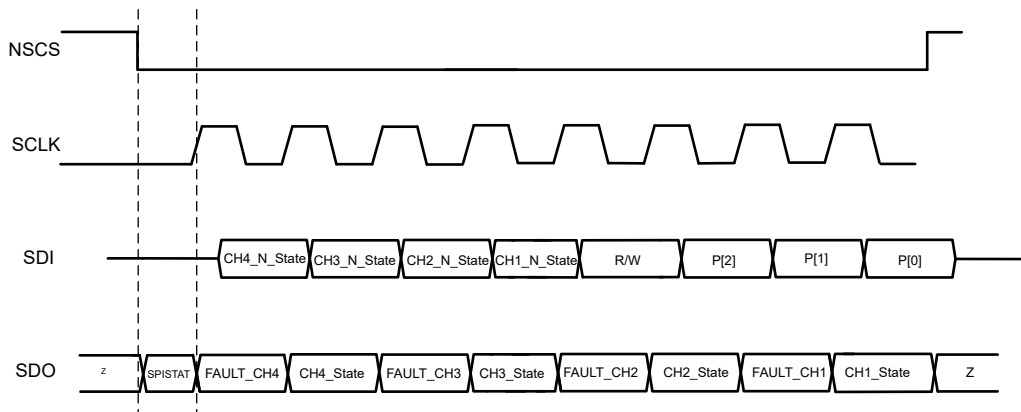 NSCS
SCLK
SDI CH4_N_State CH3_N_State CH2_N_State CH1_N_State R/W P[2] P[1] P[0]
SDO Z SPISTAT FAULT_CH4 CH4_State FAULT_CH3 CH3_State FAULT_CH2 CH2_State FAULT_CH1 CH1_State Z